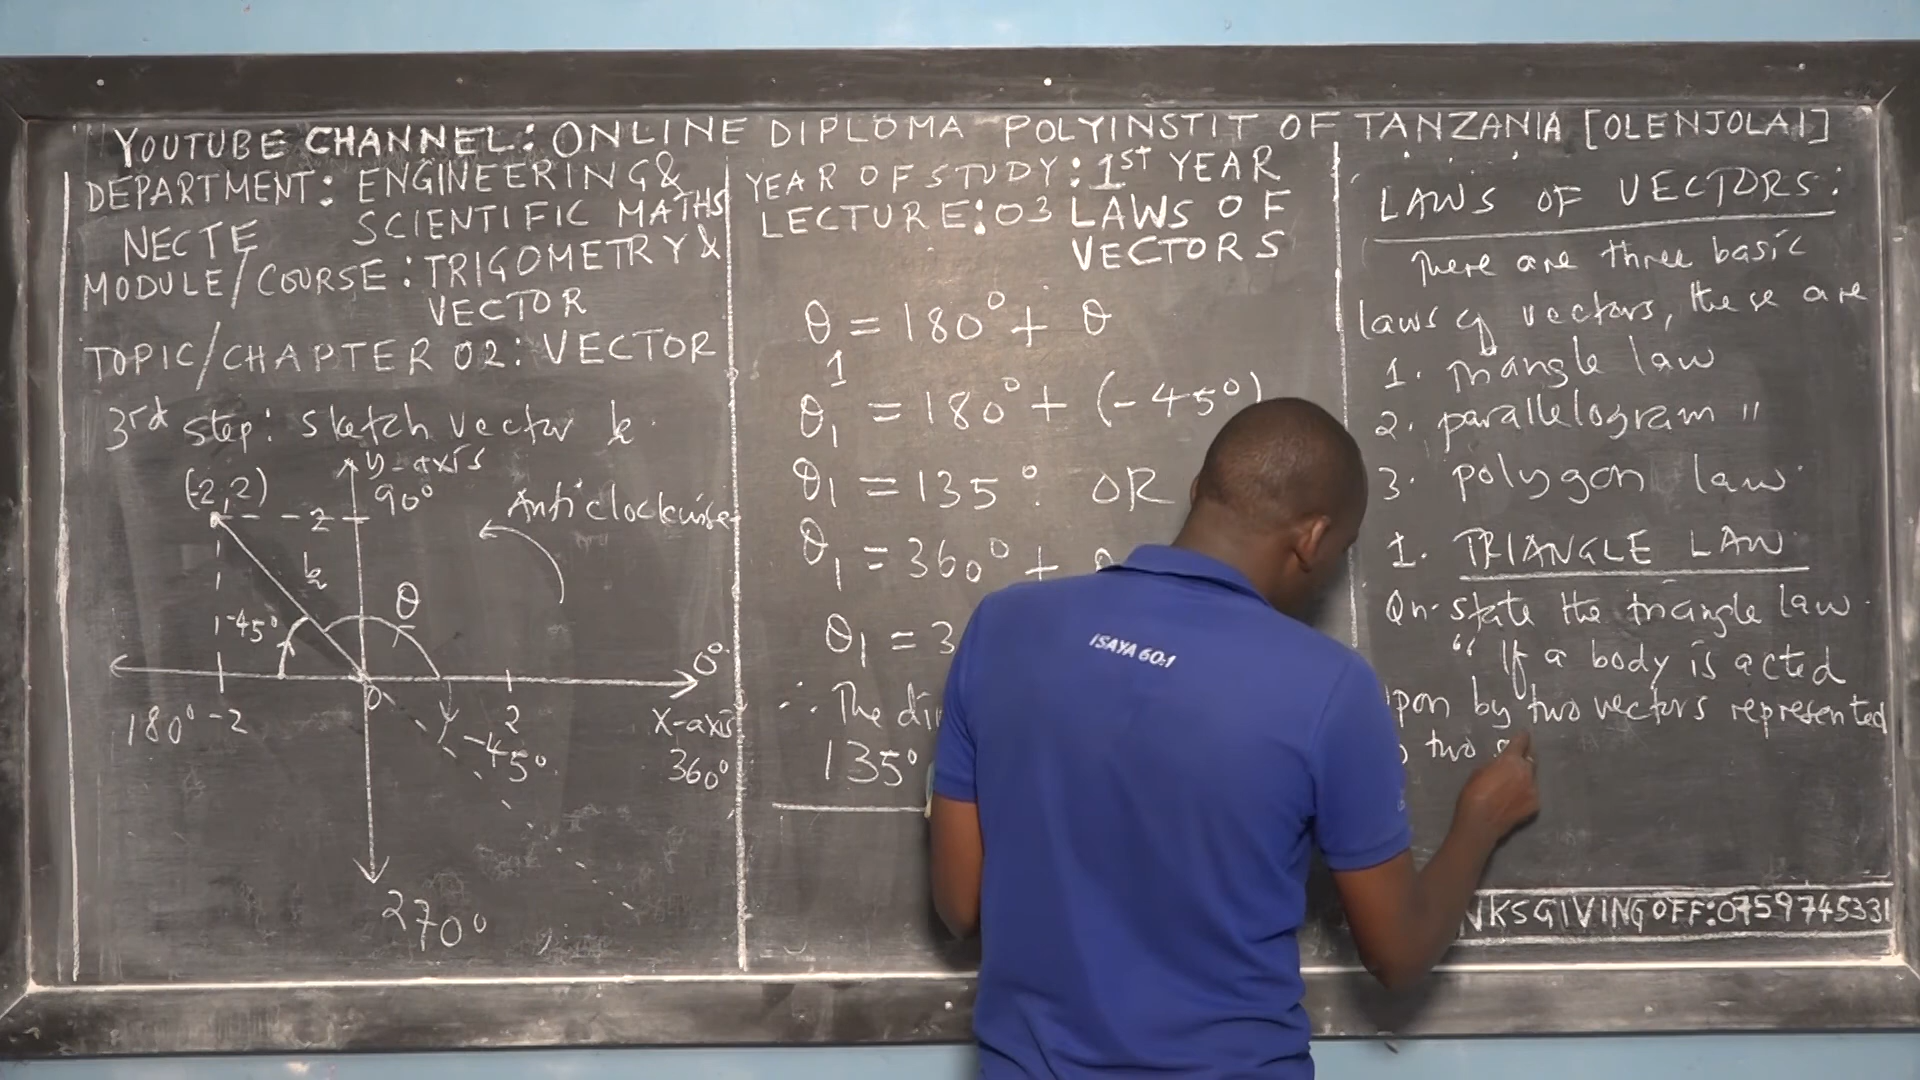 YOUTUBE CHANNEL: ONLINE DIPLOMA POLYINSTIT OF TANZANIA [OLENJOLAI]
DEPARTMENT: ENGINEERING &
SCIENTIFIC MATHS
NECTE
MODULE/COURSE: TRIGOMETRY &
VECTOR
TOPIC/CHAPTER 02: VECTOR
3rd step: sketch vector k.
y-axis
(-2,2)
90°
Anticlockwise
2
k
θ
-45°
0°
0
180° -2
2
x-axis
-45°
360°
270°
YEAR OF STUDY: 1ST YEAR
LECTURE: 03 LAWS OF
VECTORS
θ = 180° + θ
1
θ1 = 180° + (-45°)
θ1 = 135° OR
θ1 = 360° +
θ1 = 3
∴ The di
135°
LAWS OF VECTORS:
There are three basic
laws of vectors, these are
1. Triangle law
2. parallelogram "
3. polygon law.
1. TRIANGLE LAW
Qn. State the triangle law.
"If a body is acted
pon by two vectors represented
two
NKSGIVING OFF: 0759745331
ISAYA 60:1